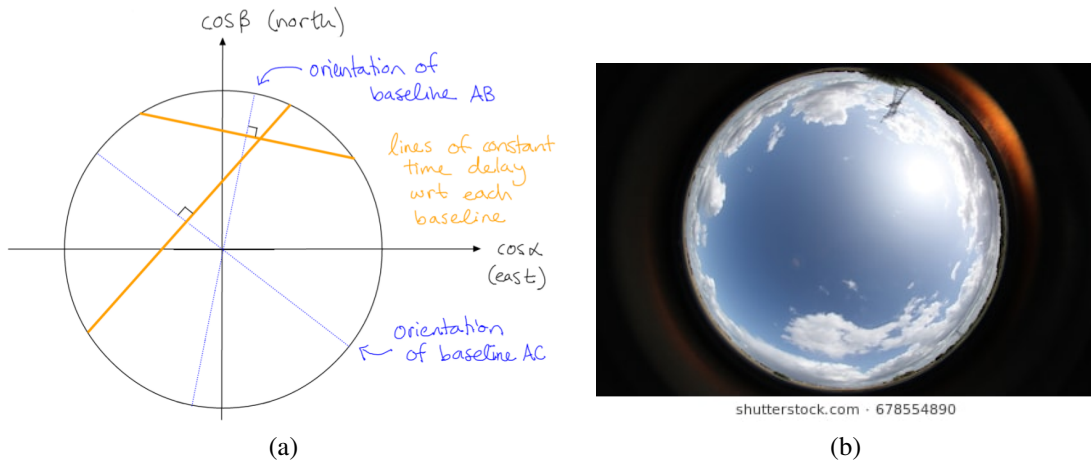 cosβ (north)
orientation of
baseline AB
lines of constant
time delay
wrt each
baseline
cosα
(east)
orientation
of baseline AC
shutterstock.com · 678554890
(a)
(b)